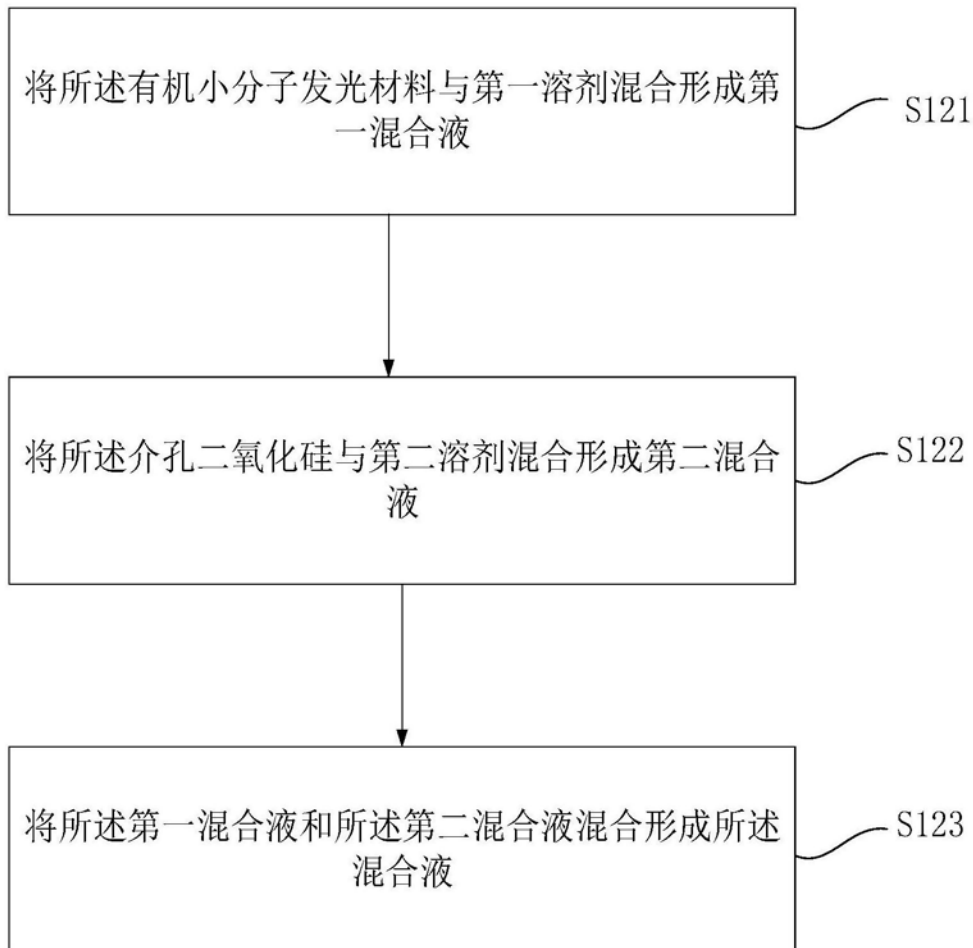 将所述有机小分子发光材料与第一溶剂混合形成第
一混合液
S121
将所述介孔二氧化硅与第二溶剂混合形成第二混合
液
S122
将所述第一混合液和所述第二混合液混合形成所述
混合液
S123